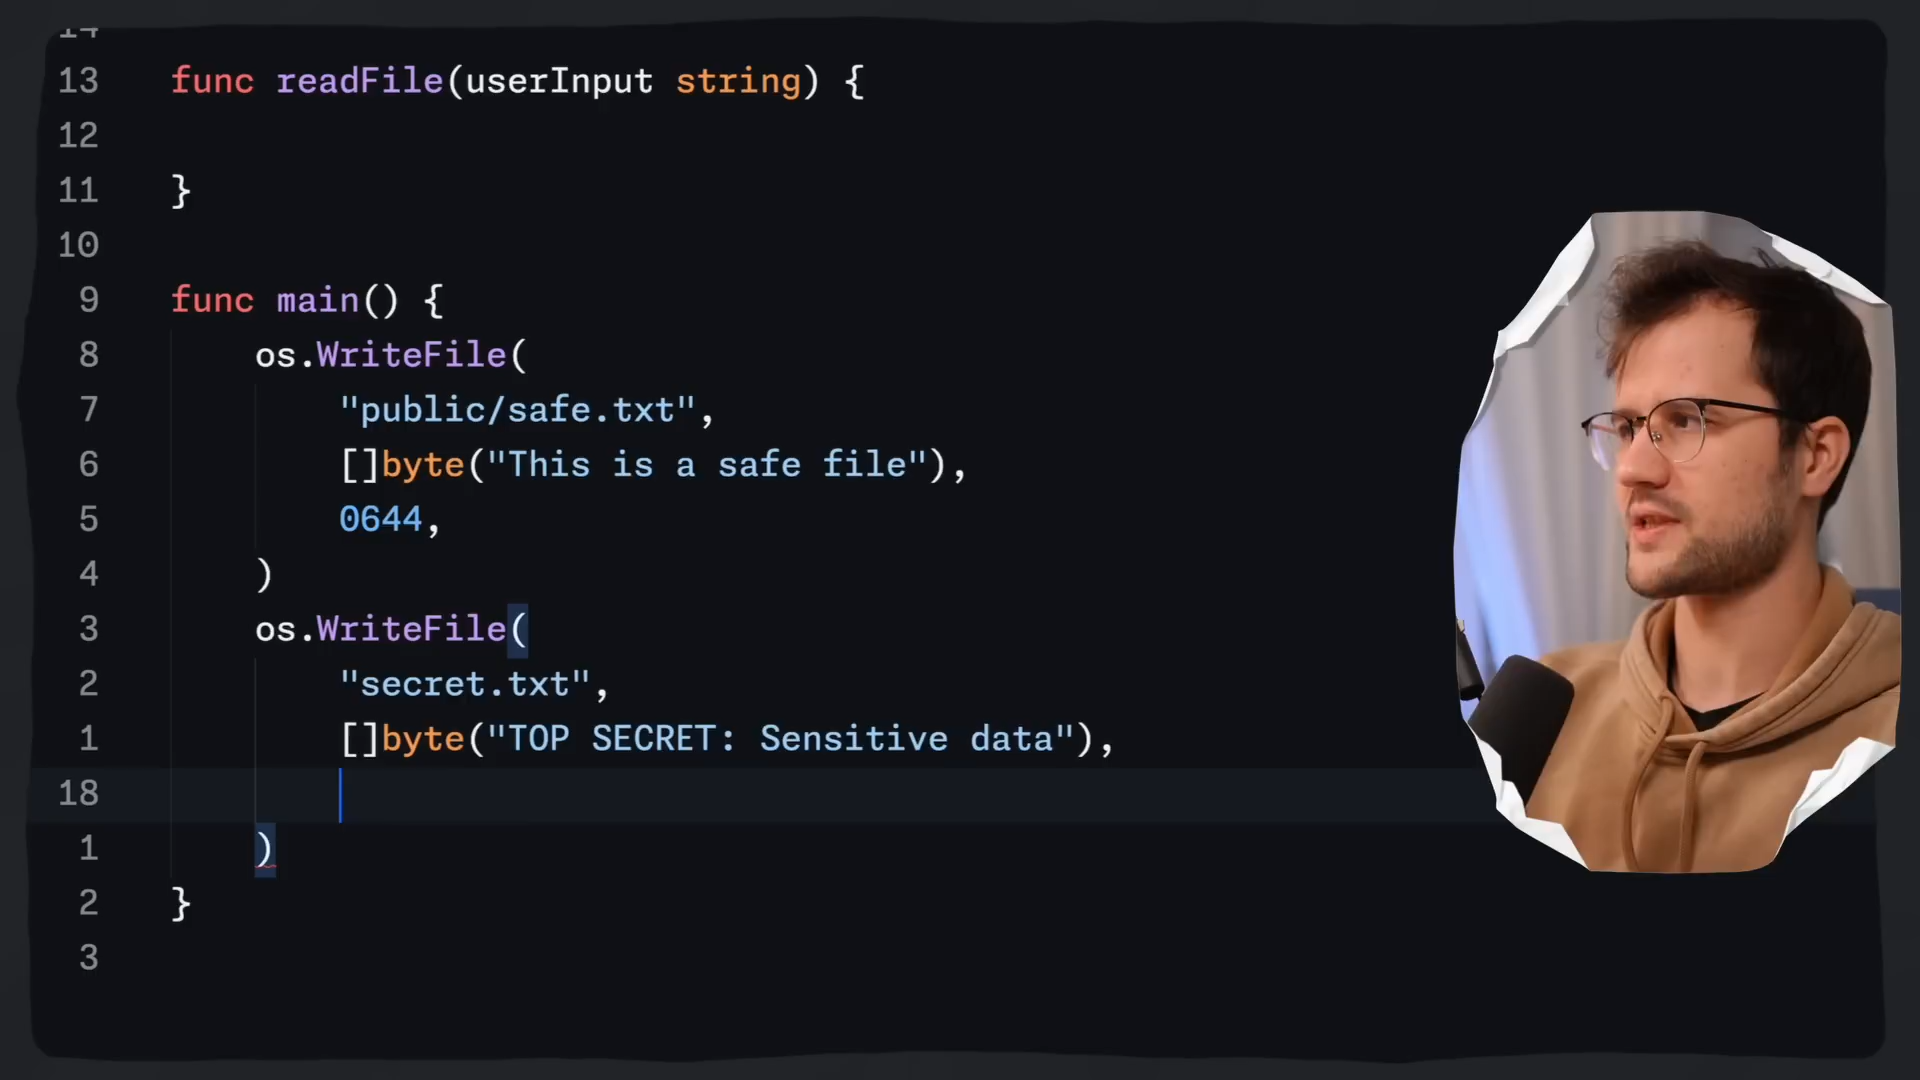 14
13 func readFile(userInput string) {
12
11 }
10
9 func main() {
8 os.WriteFile(
7 "public/safe.txt",
6 []byte("This is a safe file"),
5 0644,
4 )
3 os.WriteFile(
2 "secret.txt",
1 []byte("TOP SECRET: Sensitive data"),
18
1 )
2 }
3